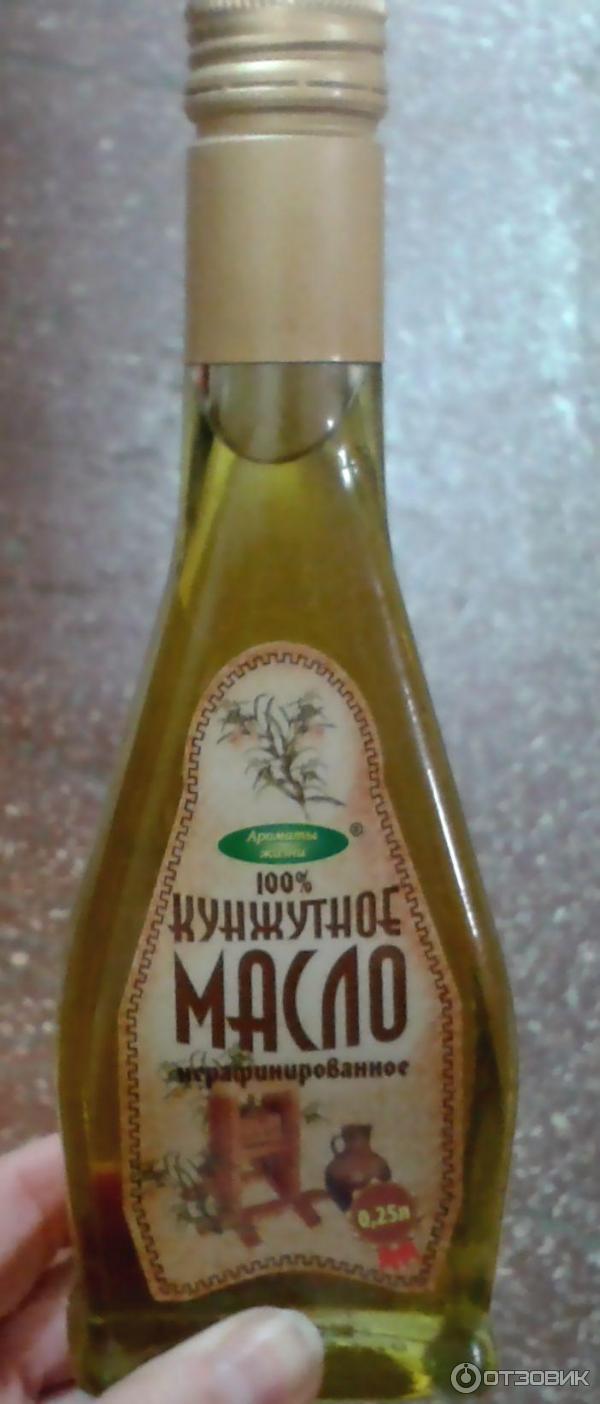 Ароматы
жизни
®
100%
КУНЖУТНОЕ
МАСЛО
нерафинированное
0,25л
ОТЗОВИК